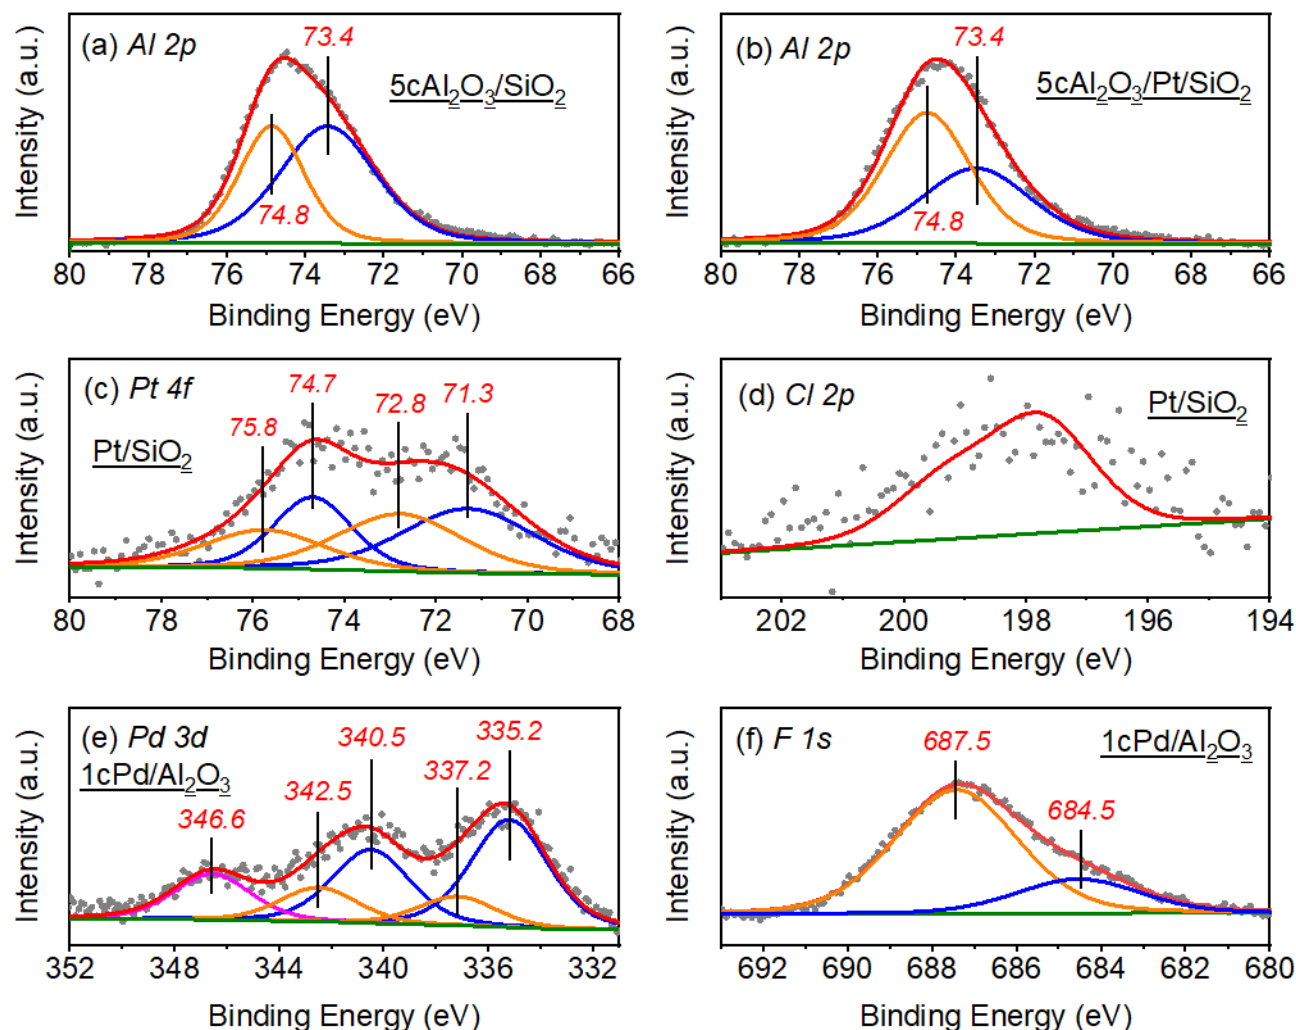 (a) Al 2p
73.4
5cAl2O3/SiO2
74.8
Intensity (a.u.)
80 78 76 74 72 70 68 66
Binding Energy (eV)
(b) Al 2p
73.4
5cAl2O3/Pt/SiO2
74.8
Intensity (a.u.)
80 78 76 74 72 70 68 66
Binding Energy (eV)
(c) Pt 4f
74.7
71.3
72.8
75.8
Pt/SiO2
Intensity (a.u.)
80 78 76 74 72 70 68
Binding Energy (eV)
(d) Cl 2p
Pt/SiO2
Intensity (a.u.)
202 200 198 196 194
Binding Energy (eV)
(e) Pd 3d
1cPd/Al2O3
340.5
335.2
337.2
342.5
346.6
Intensity (a.u.)
352 348 344 340 336 332
Binding Energy (eV)
(f) F 1s
687.5
1cPd/Al2O3
684.5
Intensity (a.u.)
692 690 688 686 684 682 680
Binding Energy (eV)